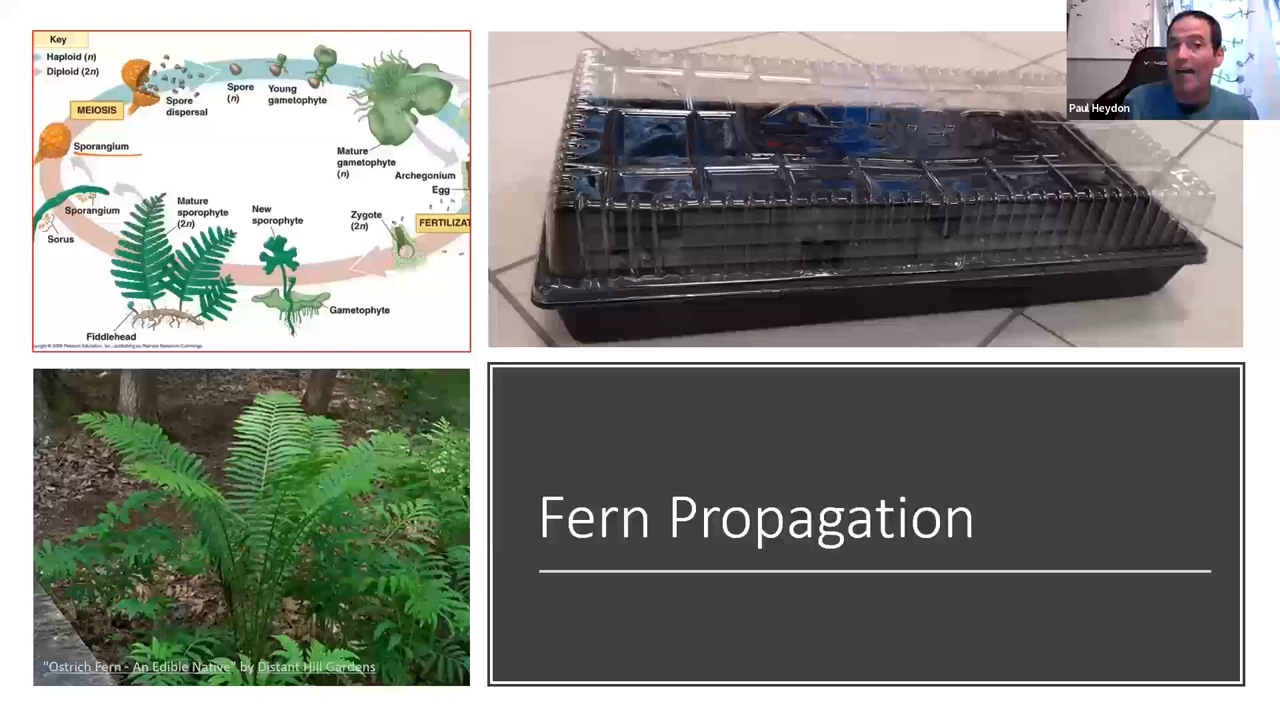 Key
Haploid (n)
Diploid (2n)
MEIOSIS
Spore
dispersal
Spore
(n)
Young
gametophyte
Mature
gametophyte
(n)
Archegonium
Egg
Sporangium
Sporangium
Sorus
Mature
sporophyte
(2n)
New
sporophyte
Zygote
(2n)
FERTILIZAT
Gametophyte
Fiddlehead
Paul Heydon
Fern Propagation
"Ostrich Fern - An Edible Native" by Distant Hill Gardens